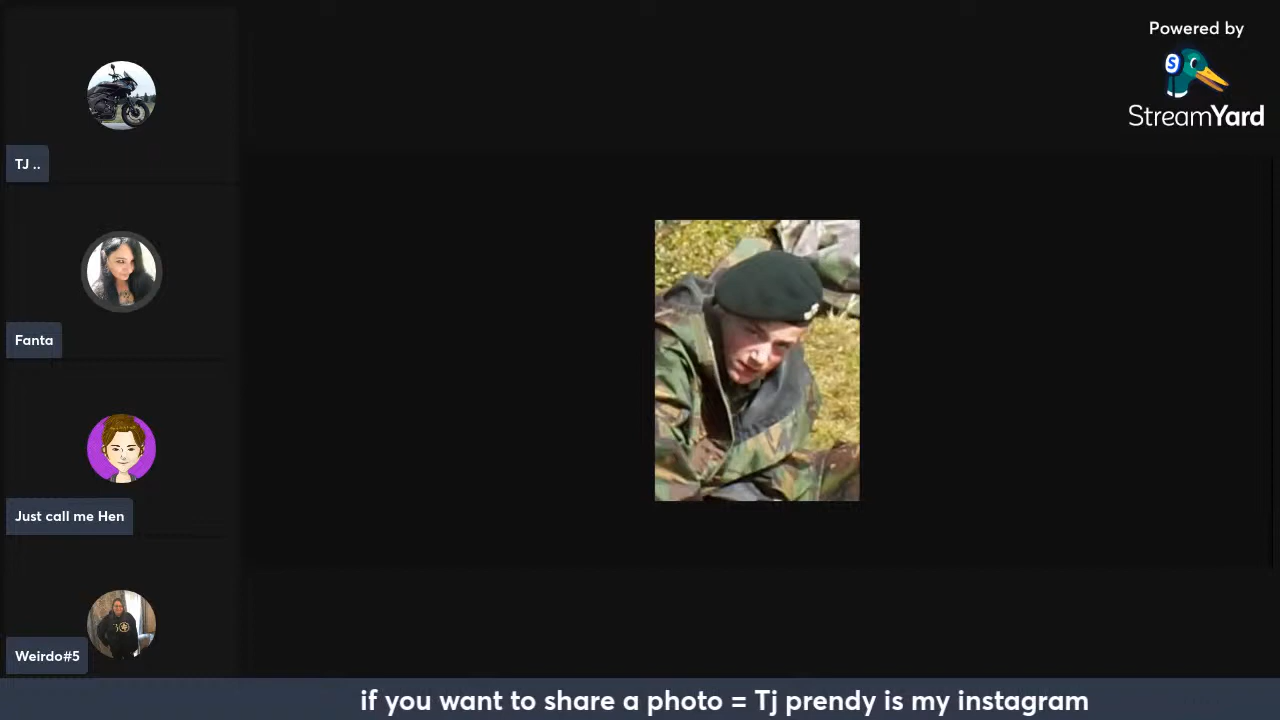 Powered by
StreamYard
TJ ..
Fanta
Just call me Hen
Weirdo#5
if you want to share a photo = Tj prendy is my instagram